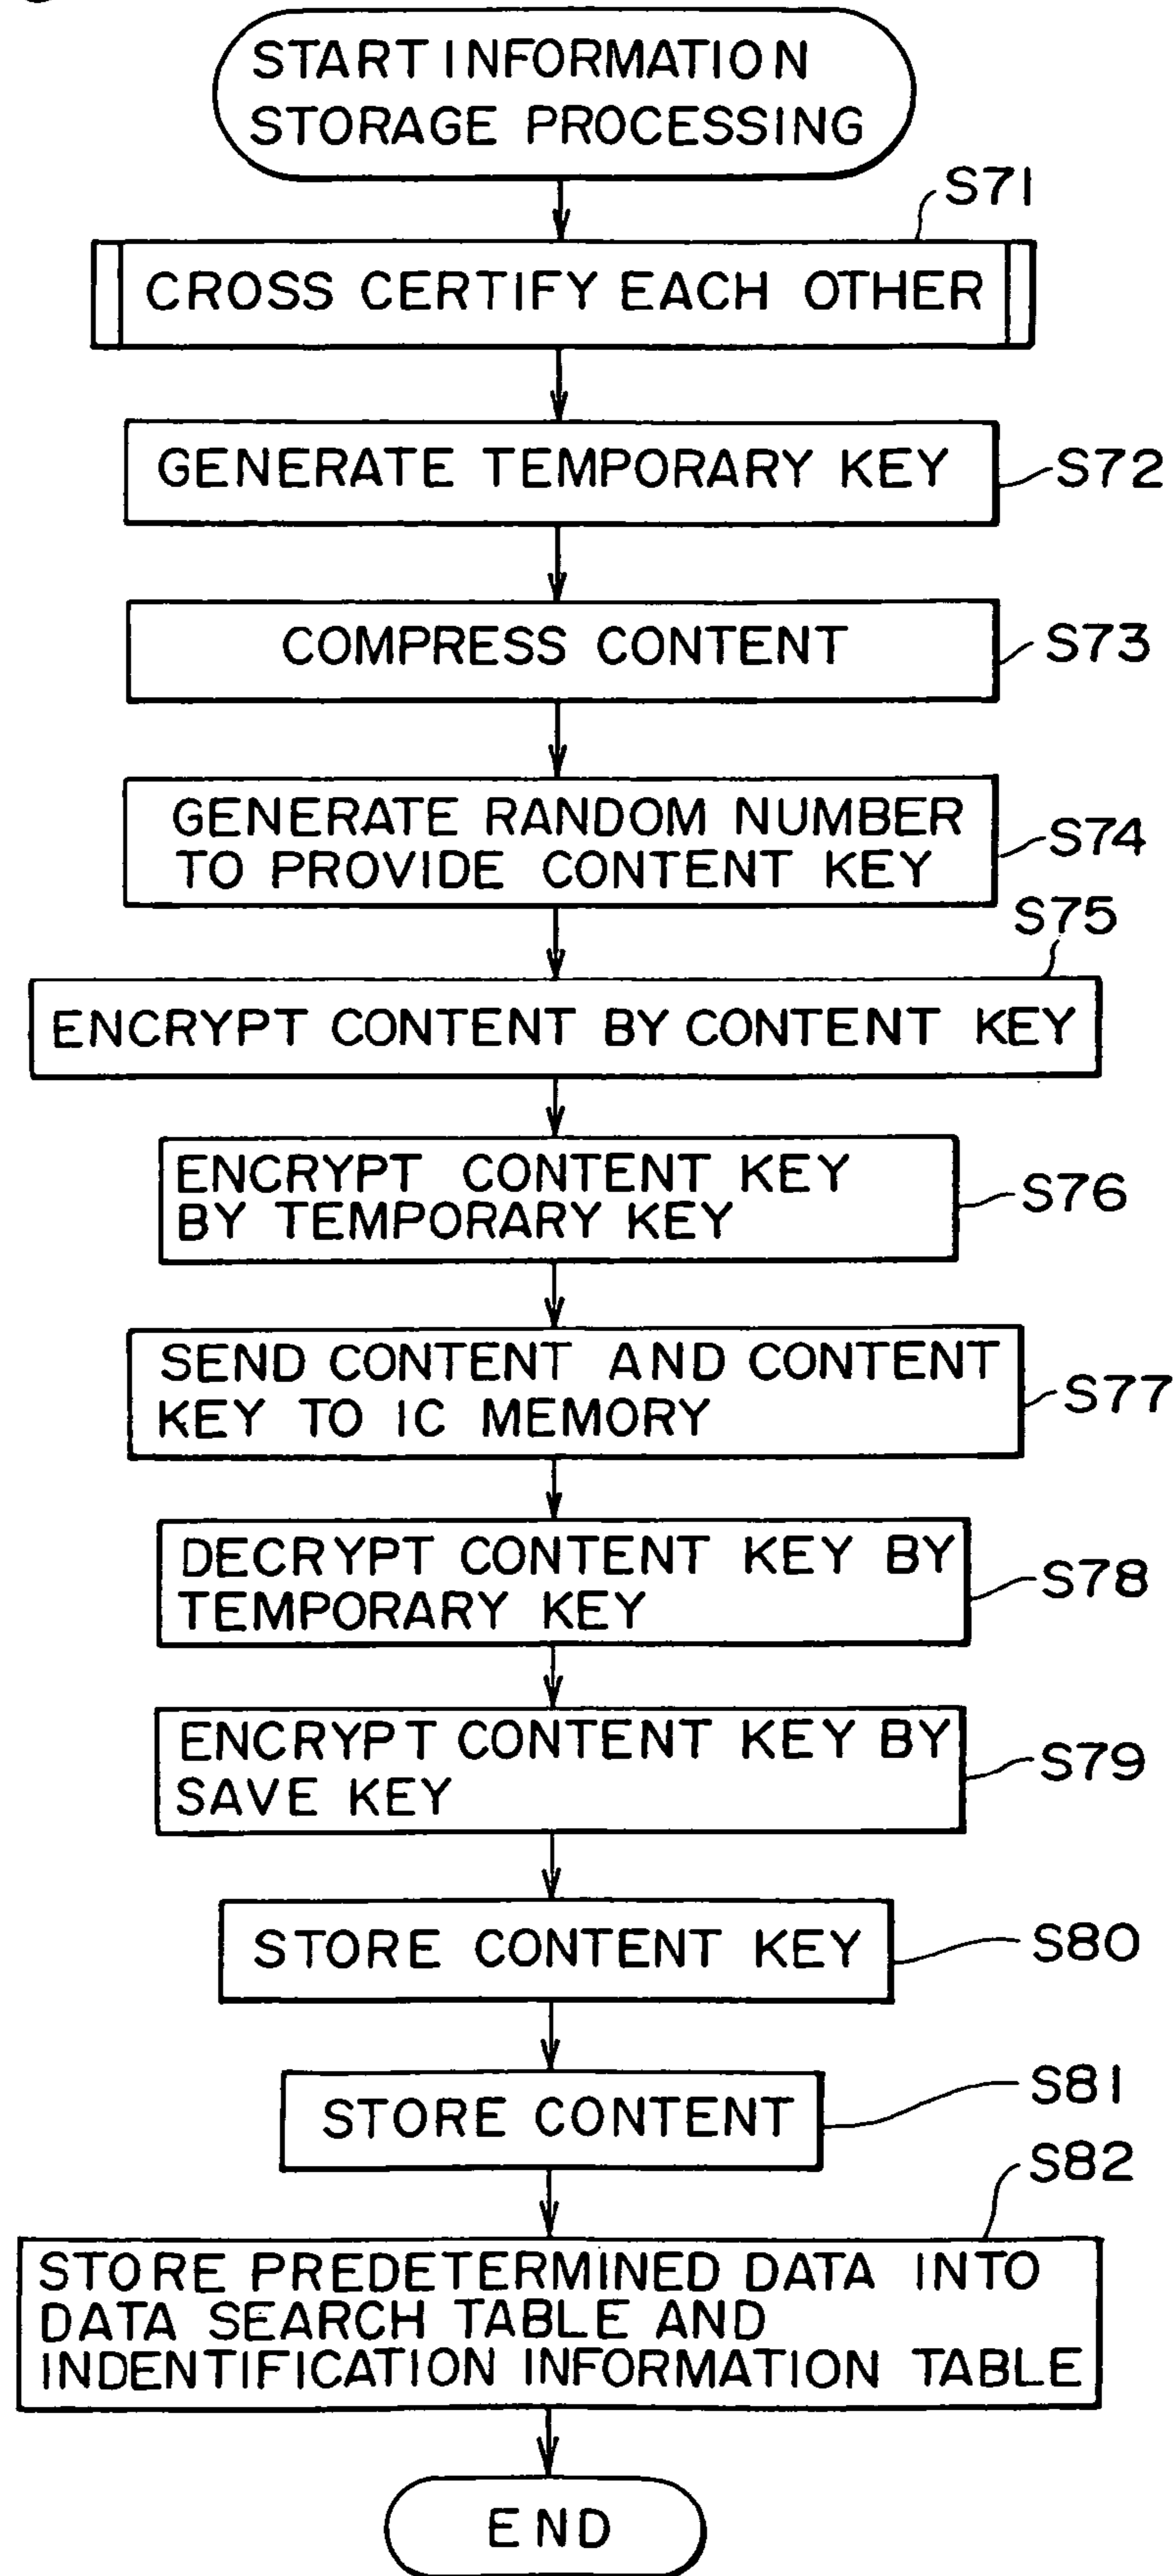 START INFORMATION
STORAGE PROCESSING
S71
CROSS CERTIFY EACH OTHER
GENERATE TEMPORARY KEY
S72
COMPRESS CONTENT
S73
GENERATE RANDOM NUMBER
TO PROVIDE CONTENT KEY
S74
S75
ENCRYPT CONTENT BY CONTENT KEY
ENCRYPT CONTENT KEY
BY TEMPORARY KEY
S76
SEND CONTENT AND CONTENT
KEY TO IC MEMORY
S77
DECRYPT CONTENT KEY BY
TEMPORARY KEY
S78
ENCRYPT CONTENT KEY BY
SAVE KEY
S79
STORE CONTENT KEY
S80
STORE CONTENT
S81
S82
STORE PREDETERMINED DATA INTO
DATA SEARCH TABLE AND
INDENTIFICATION INFORMATION TABLE
END